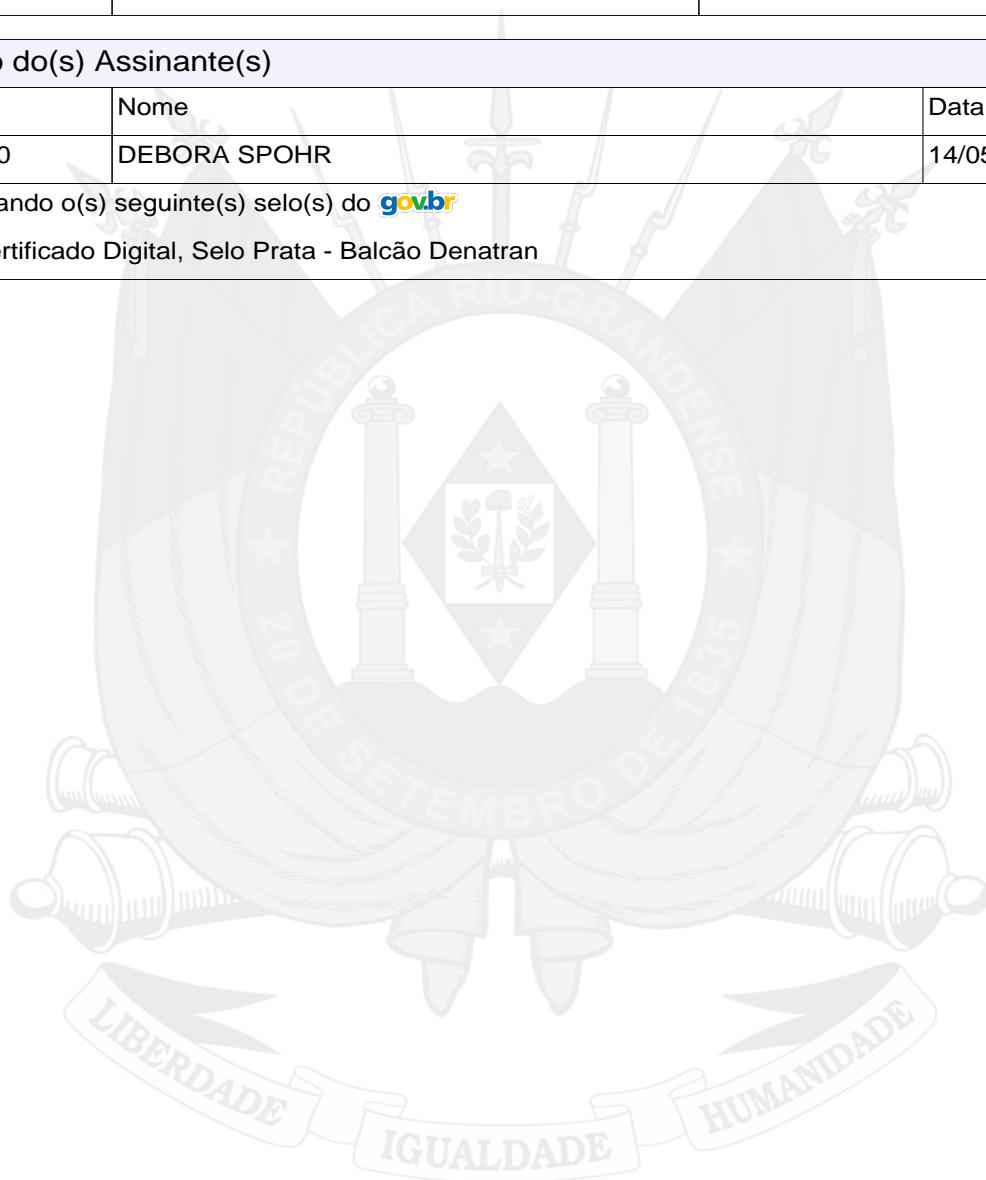 o do(s) Assinante(s)
Nome Data
0 DEBORA SPOHR 14/05
ando o(s) seguinte(s) selo(s) do gov.br
ertificado Digital, Selo Prata - Balcão Denatran
REPÚBLICA RIO-GRANDENSE
20 DE SETEMBRO DE 1835
LIBERDADE IGUALDADE HUMANIDADE